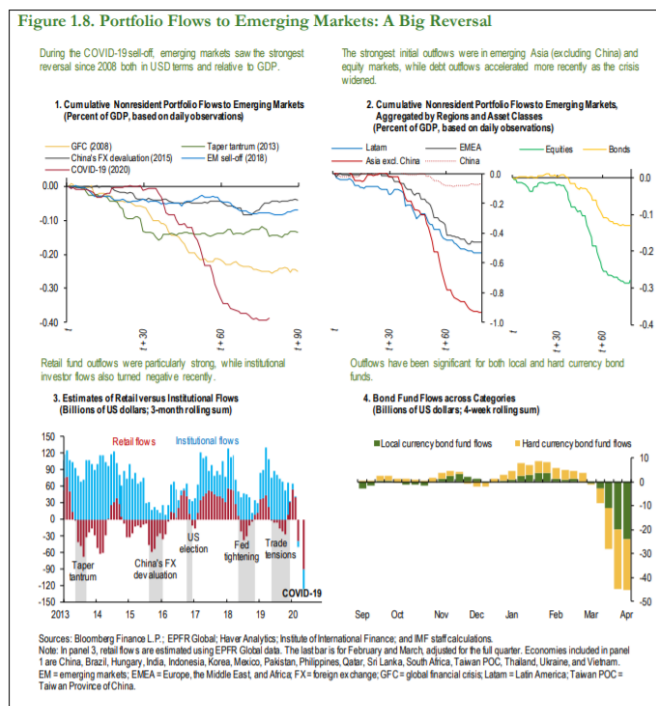 Figure 1.8. Portfolio Flows to Emerging Markets: A Big Reversal
During the COVID-19 sell-off, emerging markets saw the strongest
reversal since 2008 both in USD terms and relative to GDP.
The strongest initial outflows were in emerging Asia (excluding China) and
equity markets, while debt outflows accelerated more recently as the crisis
widened.
1. Cumulative Nonresident Portfolio Flows to Emerging Markets
(Percent of GDP, based on daily observations)
GFC (2008)
Taper tantrum (2013)
China's FX devaluation (2015)
EM sell-off (2018)
COVID-19 (2020)
0.00
-0.10
-0.20
-0.30
-0.40
t
t + 30
t + 60
t + 90
2. Cumulative Nonresident Portfolio Flows to Emerging Markets,
Aggregated by Regions and Asset Classes
(Percent of GDP, based on daily observations)
Latam
EMEA
Asia excl. China
China
0.0
-0.2
-0.4
-0.6
-0.8
-1.0
t
t + 30
t + 60
Equities
Bonds
0.0
-0.1
-0.2
-0.3
-0.4
t
t + 30
t + 60
Retail fund outflows were particularly strong, while institutional
investor flows also turned negative recently.
Outflows have been significant for both local and hard currency bond
funds.
3. Estimates of Retail versus Institutional Flows
(Billions of US dollars; 3-month rolling sum)
Retail flows
Institutional flows
150
120
90
60
30
0
-30
-60
-90
-120
-150
Taper
tantrum
China's FX
devaluation
US
election
Fed
tightening
Trade
tensions
COVID-19
2013 14 15 16 17 18 19 20
4. Bond Fund Flows across Categories
(Billions of US dollars; 4-week rolling sum)
Local currency bond fund flows
Hard currency bond fund flows
10
0
-10
-20
-30
-40
-50
Sep Oct Nov Dec Jan Feb Mar Apr
Sources: Bloomberg Finance L.P.; EPFR Global; Haver Analytics; Institute of International Finance; and IMF staff calculations.
Note: In panel 3, retail flows are estimated using EPFR Global data. The last bar is for February and March, adjusted for the full quarter. Economies included in panel
1 are China, Brazil, Hungary, India, Indonesia, Korea, Mexico, Pakistan, Philippines, Qatar, Sri Lanka, South Africa, Taiwan POC, Thailand, Ukraine, and Vietnam.
EM = emerging markets; EMEA = Europe, the Middle East, and Africa; FX = foreign exchange; GFC = global financial crisis; Latam = Latin America; Taiwan POC =
Taiwan Province of China.